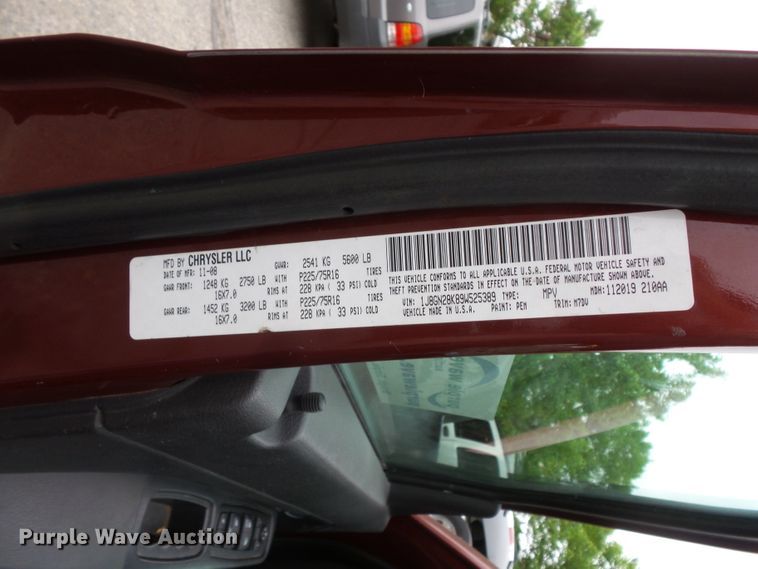 MFD BY CHRYSLER LLC
DATE OF MFR: 11-08 GVWR: 2541 KG 5600 LB
GAWR FRONT: 1248 KG 2750 LB WITH P225/75R16 TIRES
16X7.0 RIMS AT 228 KPA ( 33 PSI) COLD
GAWR REAR: 1452 KG 3200 LB WITH P225/75R16 TIRES
16X7.0 RIMS AT 228 KPA ( 33 PSI) COLD
THIS VEHICLE CONFORMS TO ALL APPLICABLE U.S.A. FEDERAL MOTOR VEHICLE SAFETY AND
THEFT PREVENTION STANDARDS IN EFFECT ON THE DATE OF MANUFACTURE SHOWN ABOVE.
VIN: 1J8GN28K89W525389 TYPE: MPV MDH: 112019 210AA
VEHICLE MADE IN U.S.A. PAINT: PEM TRIM: M7DV
Purple Wave Auction